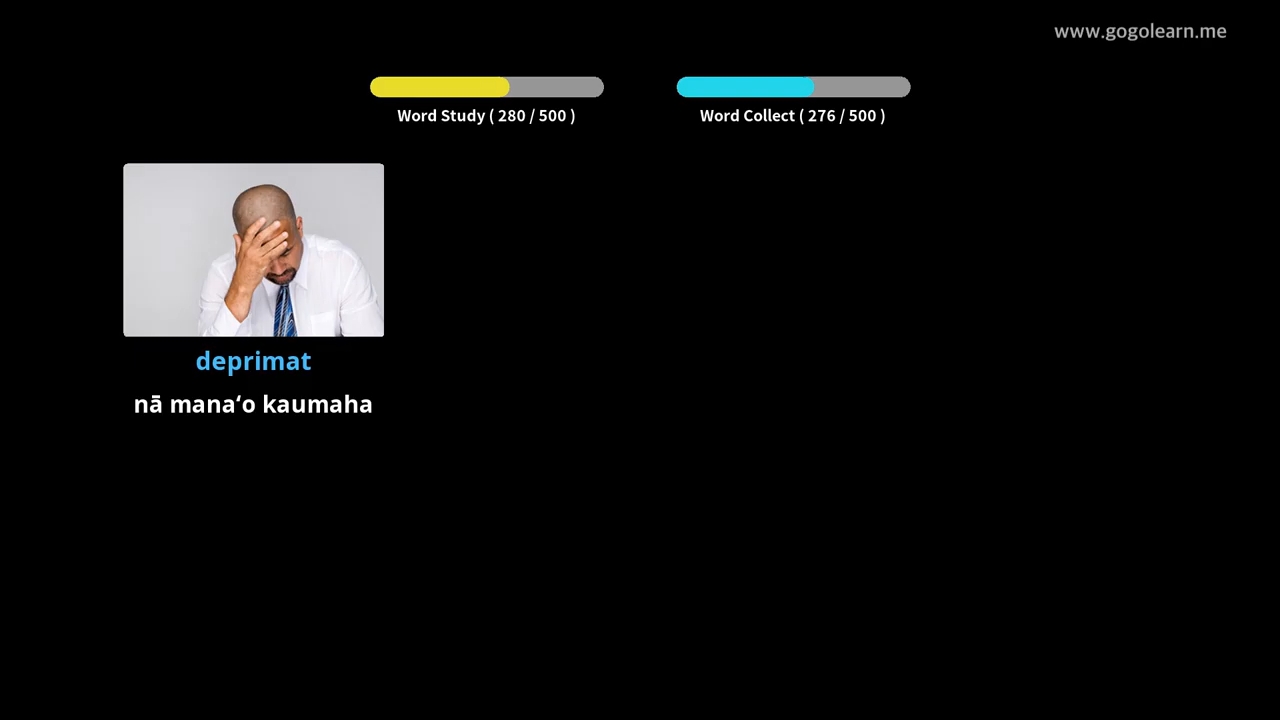 www.gogolearn.me
Word Study ( 280 / 500 )
Word Collect ( 276 / 500 )
deprimat
nā manaʻo kaumaha